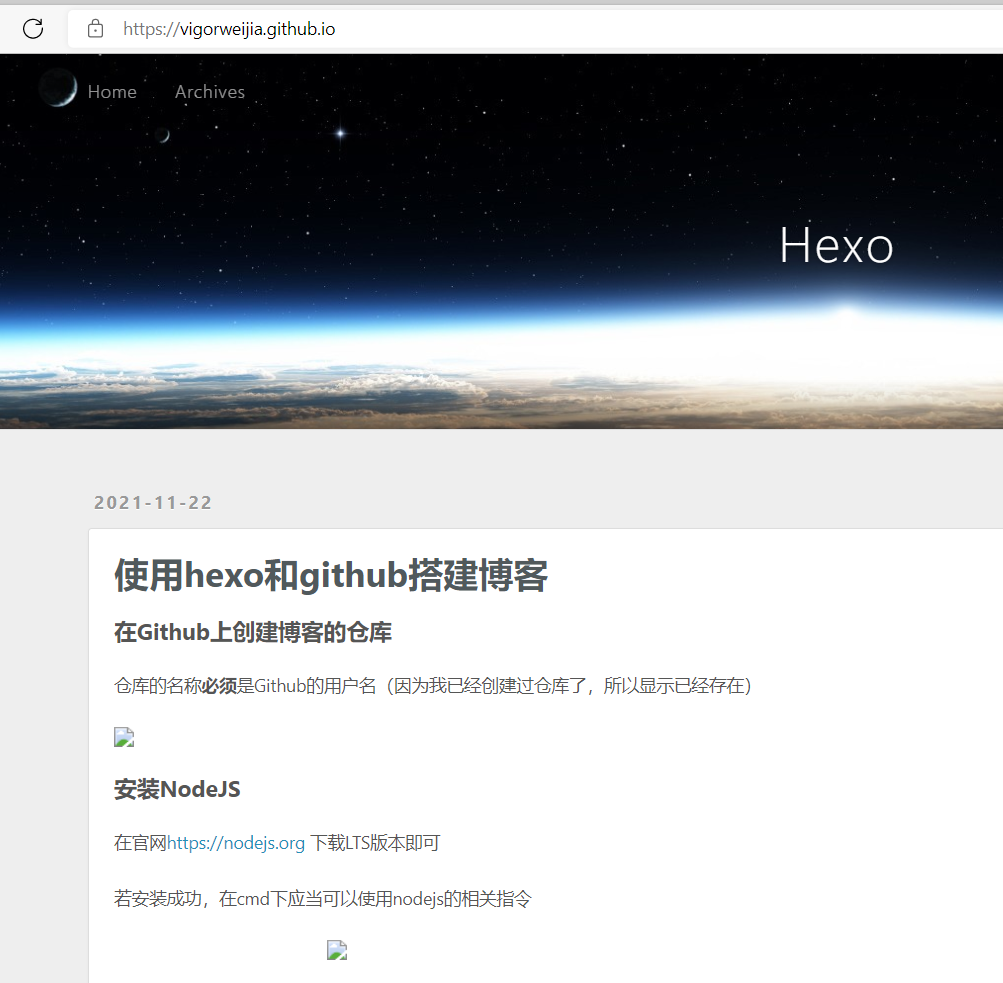 https://vigorweijia.github.io
Home Archives
Hexo
2021-11-22
使用hexo和github搭建博客
在Github上创建博客的仓库
仓库的名称必须是Github的用户名（因为我已经创建过仓库了，所以显示已经存在）
安装NodeJS
在官网https://nodejs.org 下载LTS版本即可
若安装成功，在cmd下应当可以使用nodejs的相关指令